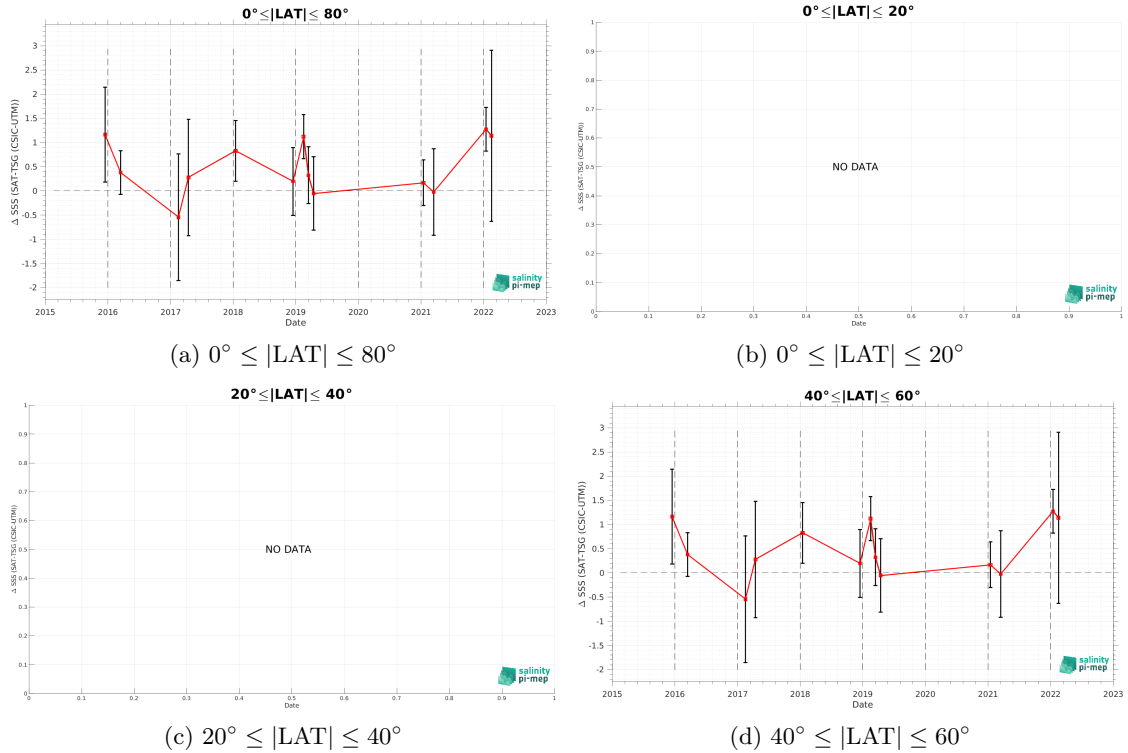 0°≤|LAT|≤ 80°
Δ SSS (SAT-TSG (CSIC-UTM))
3
2.5
2
1.5
1
0.5
0
-0.5
-1
-1.5
-2
2015 2016 2017 2018 2019 2020 2021 2022 2023
Date
salinity
pi-mep
(a) 0° ≤ |LAT| ≤ 80°
0°≤|LAT|≤ 20°
Δ SSS (SAT-TSG (CSIC-UTM))
1
0.9
0.8
0.7
0.6
0.5
0.4
0.3
0.2
0.1
0
NO DATA
0 0.1 0.2 0.3 0.4 0.5 0.6 0.7 0.8 0.9 1
Date
salinity
pi-mep
(b) 0° ≤ |LAT| ≤ 20°
20°≤|LAT|≤ 40°
Δ SSS (SAT-TSG (CSIC-UTM))
1
0.9
0.8
0.7
0.6
0.5
0.4
0.3
0.2
0.1
0
NO DATA
0 0.1 0.2 0.3 0.4 0.5 0.6 0.7 0.8 0.9 1
Date
salinity
pi-mep
(c) 20° ≤ |LAT| ≤ 40°
40°≤|LAT|≤ 60°
Δ SSS (SAT-TSG (CSIC-UTM))
3
2.5
2
1.5
1
0.5
0
-0.5
-1
-1.5
-2
2015 2016 2017 2018 2019 2020 2021 2022 2023
Date
salinity
pi-mep
(d) 40° ≤ |LAT| ≤ 60°